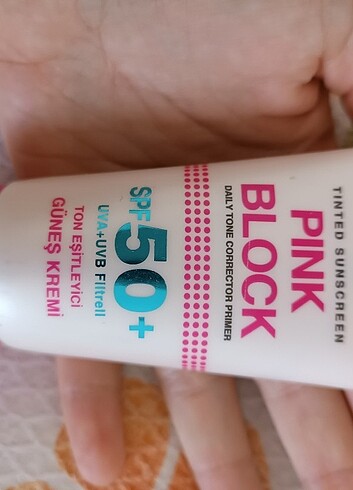 TINTED SUNSCREEN
PINK
BLOCK
DAILY TONE CORRECTOR PRIMER
SPF50+
UVA+UVB Filtreli
TON EŞİTLEYİCİ
GÜNEŞ KREMİ